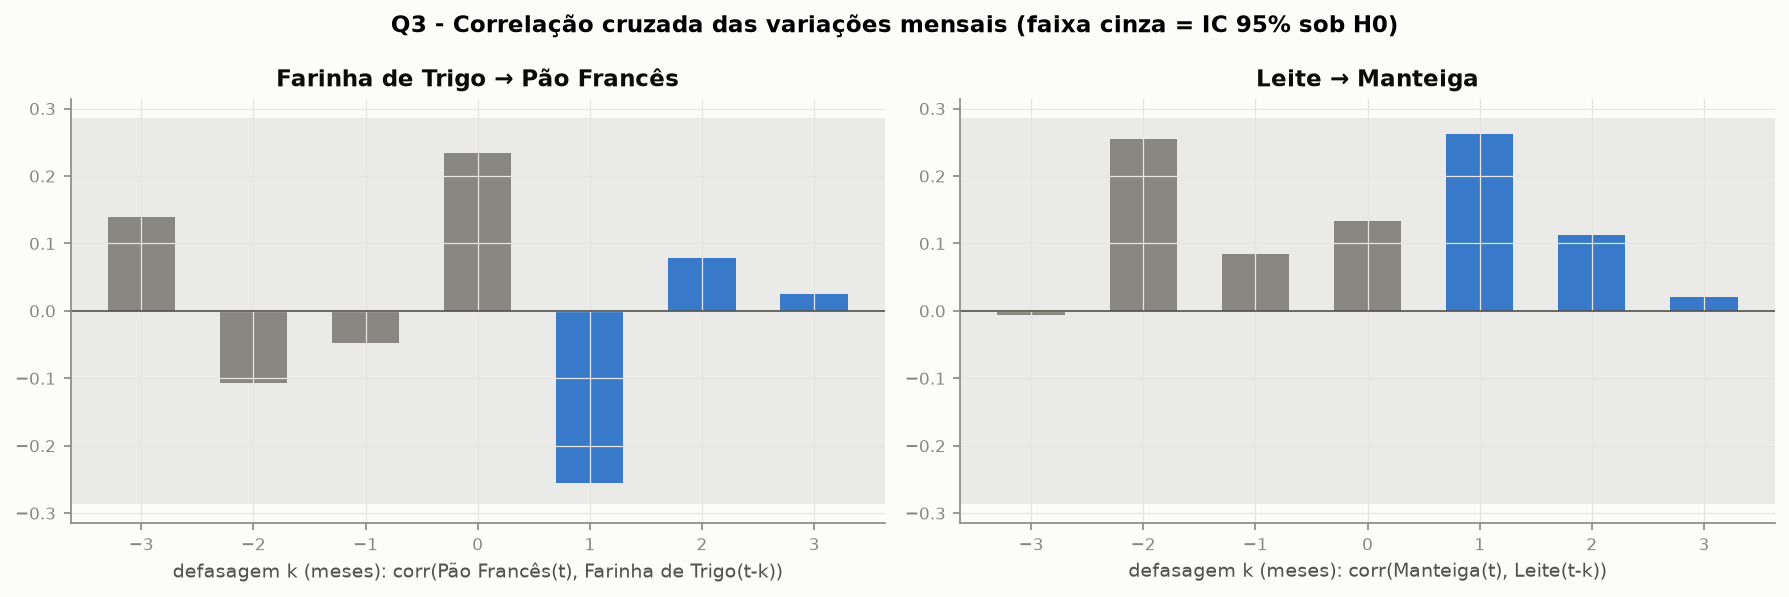 Q3 - Correlação cruzada das variações mensais (faixa cinza = IC 95% sob H0)
Farinha de Trigo → Pão Francês
0.3
0.2
0.1
0.0
−0.1
−0.2
−0.3
−3 −2 −1 0 1 2 3
defasagem k (meses): corr(Pão Francês(t), Farinha de Trigo(t-k))
Leite → Manteiga
0.3
0.2
0.1
0.0
−0.1
−0.2
−0.3
−3 −2 −1 0 1 2 3
defasagem k (meses): corr(Manteiga(t), Leite(t-k))